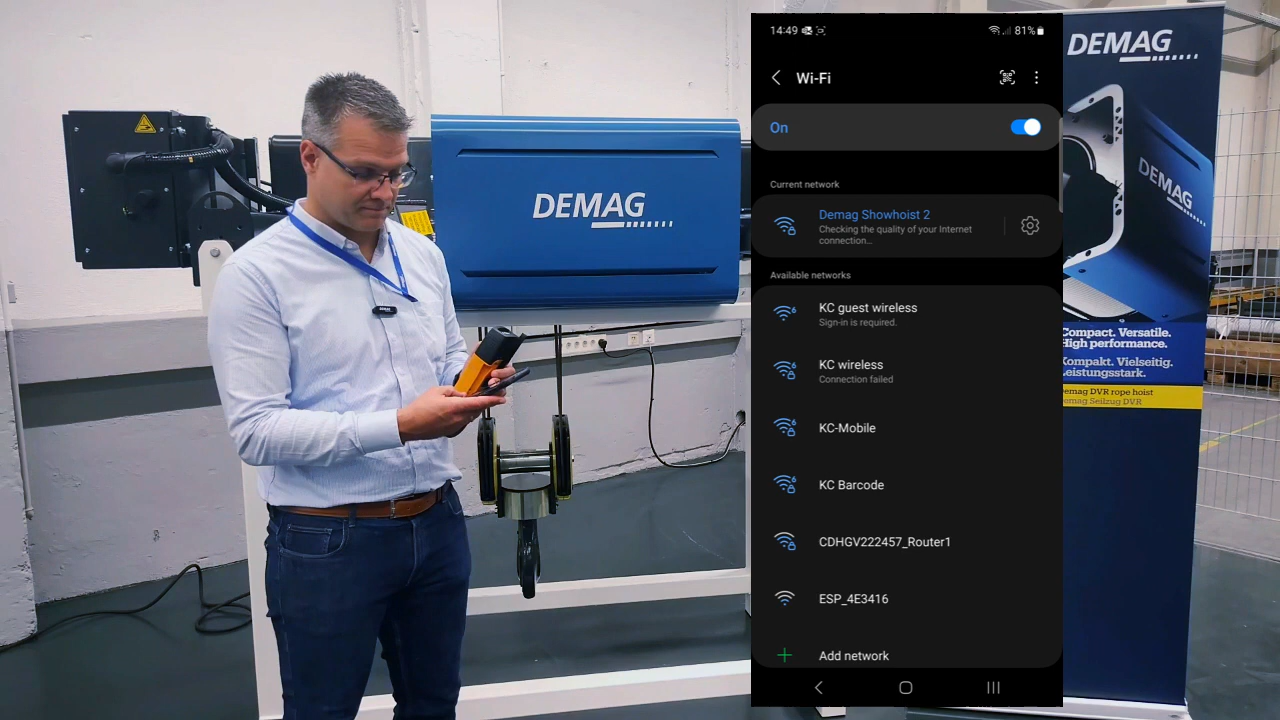 DEMAG
14:49
81%
Wi-Fi
On
Current network
Demag Showhoist 2
Checking the quality of your Internet
connection...
Available networks
KC guest wireless
Sign-in is required.
KC wireless
Connection failed
KC-Mobile
KC Barcode
CDHGV222457_Router1
ESP_4E3416
Add network
DEMAG
DEMAG
Compact. Versatile.
High performance.
Kompakt. Vielseitig.
Leistungsstark.
emag DVR rope hoist
emag Seilzug DVR